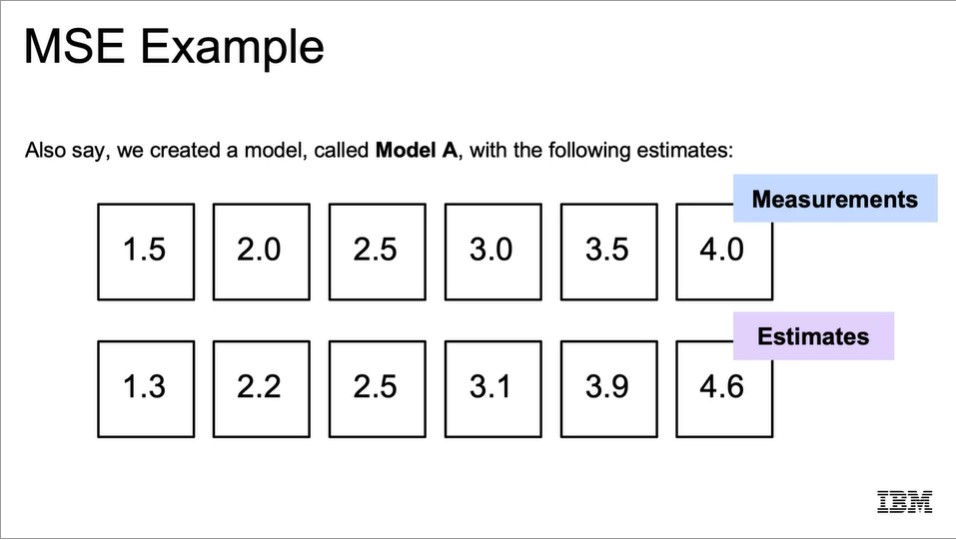 MSE Example
Also say, we created a model, called Model A, with the following estimates:
Measurements
1.5 2.0 2.5 3.0 3.5 4.0
Estimates
1.3 2.2 2.5 3.1 3.9 4.6
IBM